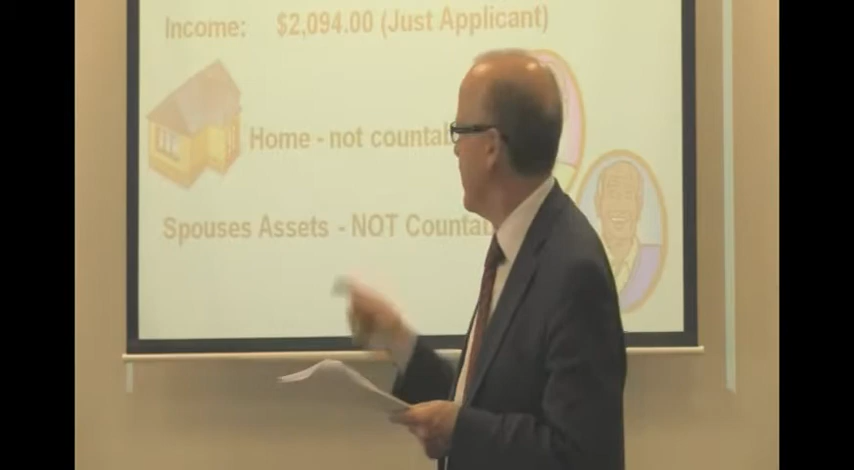 Income: $2,094.00 (Just Applicant)
Home - not countab
Spouses Assets - NOT Countab